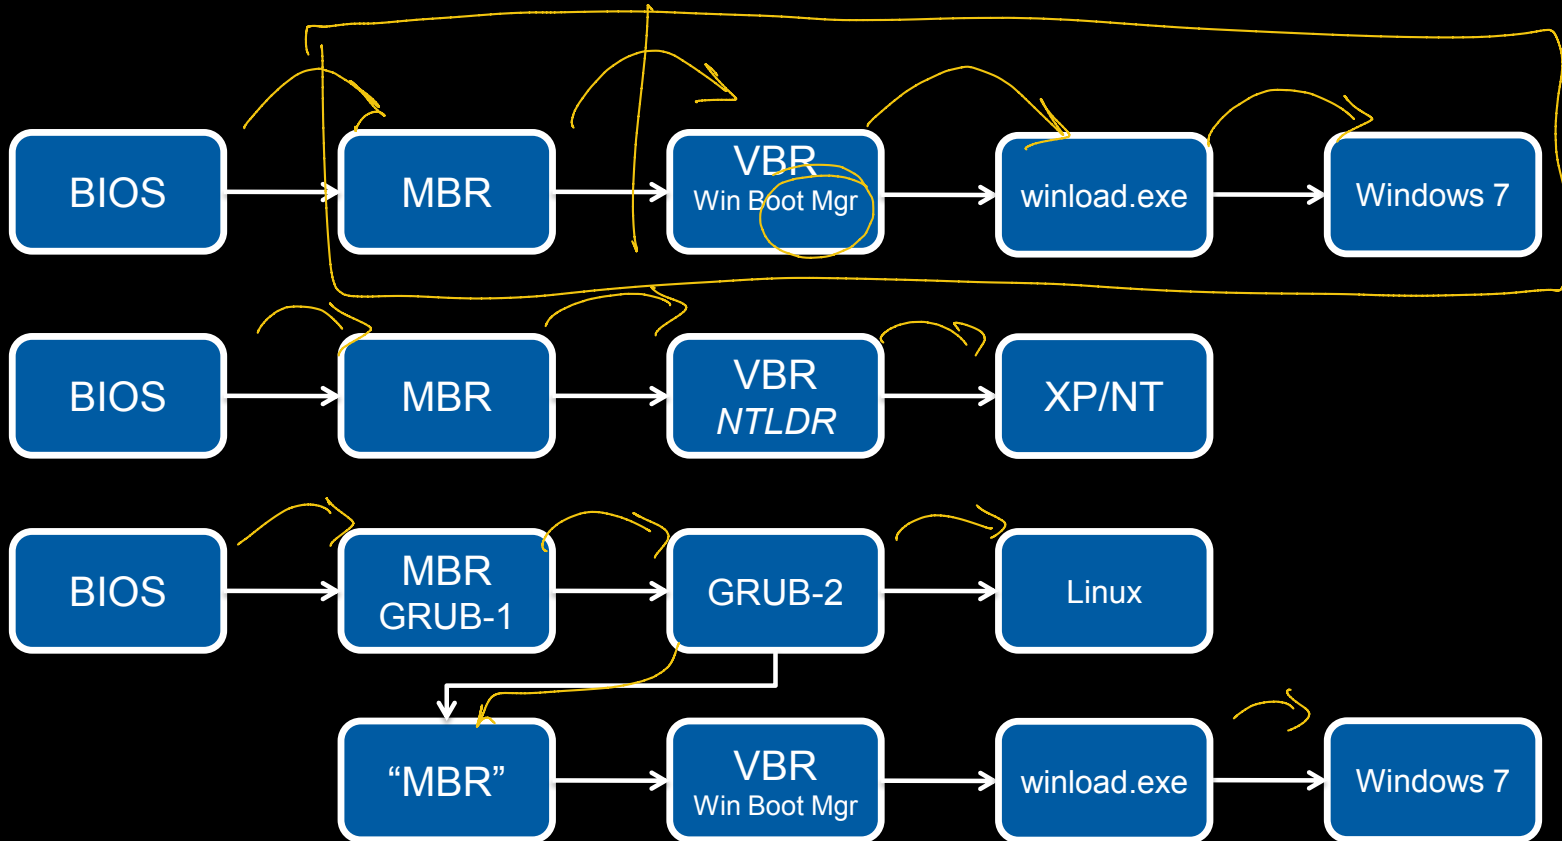 BIOS
MBR
VBR
Win Boot Mgr
winload.exe
Windows 7
BIOS
MBR
VBR
NTLDR
XP/NT
BIOS
MBR
GRUB-1
GRUB-2
Linux
“MBR”
VBR
Win Boot Mgr
winload.exe
Windows 7